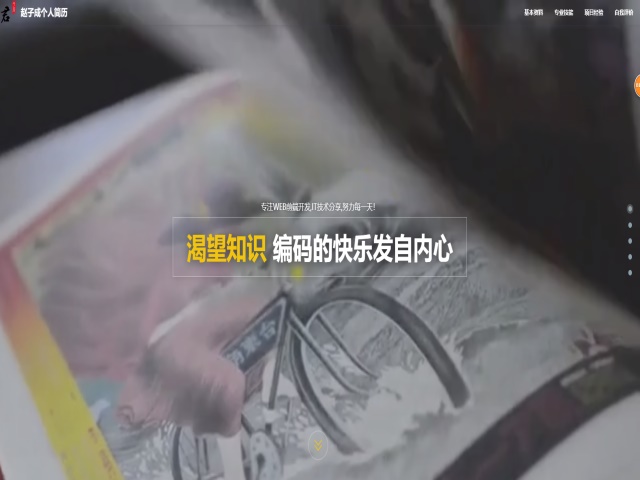 赵子成个人简历
基本资料 专业技能 项目经验 自我评价
专注WEB前端开发,IT技术分享,努力每一天!
渴望知识 编码的快乐发自内心